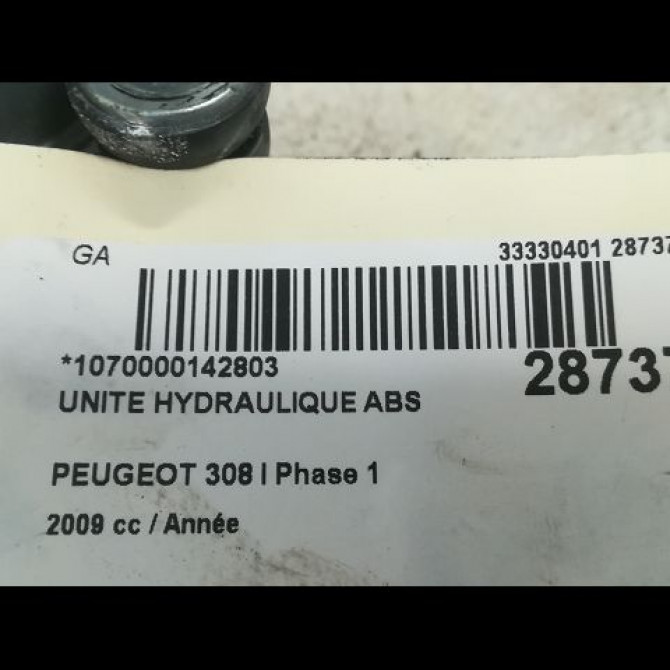 GA
33330401 28737
*1070000142803
28737
UNITE HYDRAULIQUE ABS
PEUGEOT 308 I Phase 1
2009 cc / Année